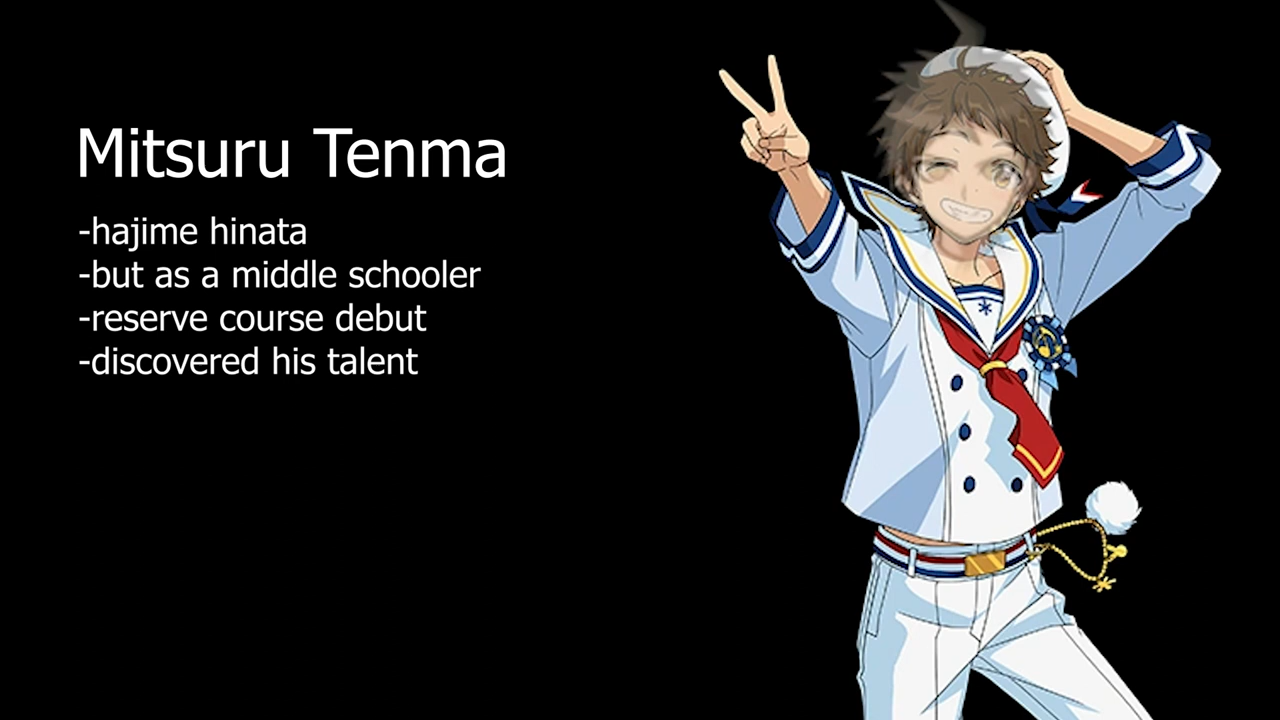 Mitsuru Tenma
-hajime hinata
-but as a middle schooler
-reserve course debut
-discovered his talent